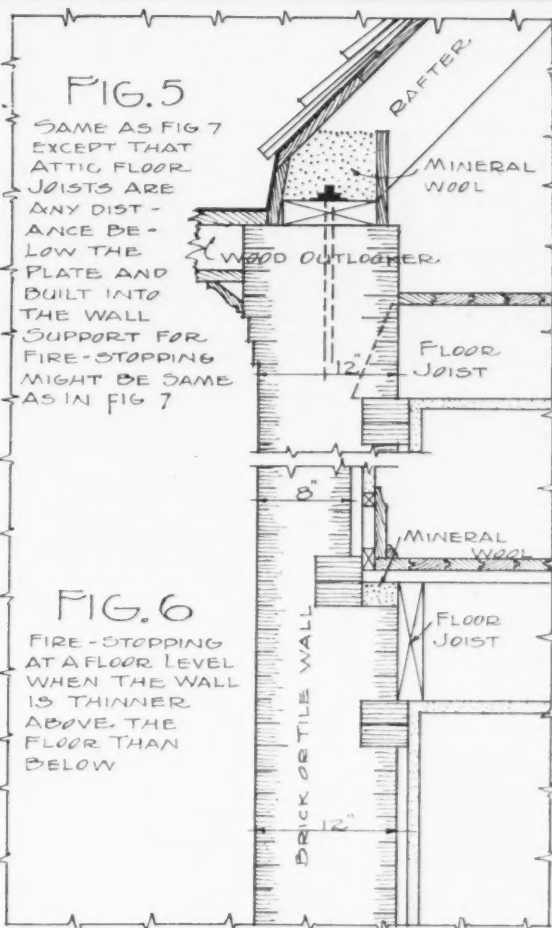 FIG.5
SAME AS FIG 7
EXCEPT THAT
ATTIC FLOOR
JOISTS ARE
ANY DIST-
ANCE BE-
LOW THE
PLATE AND
BUILT INTO
THE WALL
SUPPORT FOR
FIRE-STOPPING
MIGHT BE SAME
AS IN FIG 7
RAFTER
MINERAL
WOOL
WOOD OUTLOOKER
12"
FLOOR
JOIST
8"
MINERAL
WOOL
FIG.6
FIRE-STOPPING
AT A FLOOR LEVEL
WHEN THE WALL
IS THINNER
ABOVE THE
FLOOR THAN
BELOW
BRICK OR TILE WALL
FLOOR
JOIST
12"